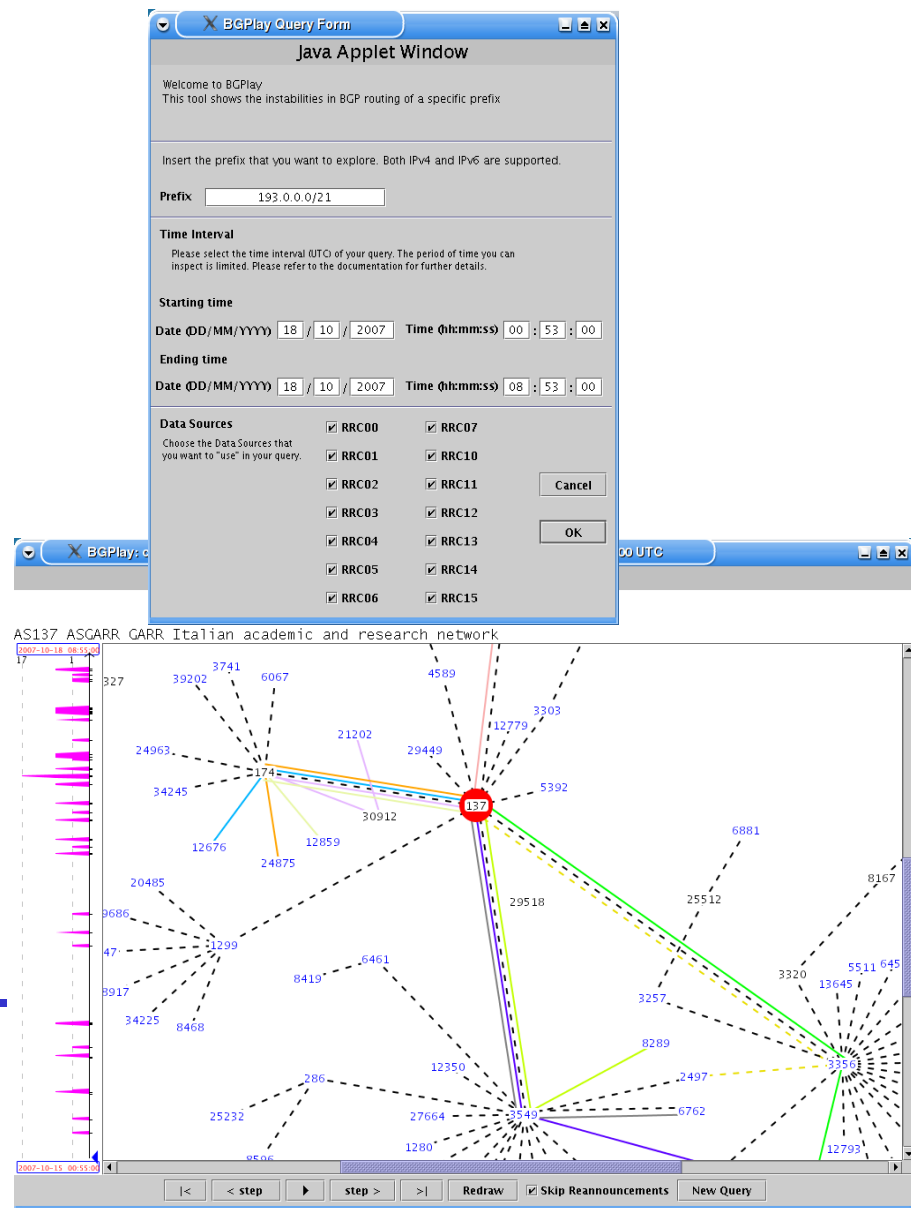 BGPlay Query Form
Java Applet Window
Welcome to BGPlay
This tool shows the instabilities in BGP routing of a specific prefix
Insert the prefix that you want to explore. Both IPv4 and IPv6 are supported.
Prefix 193.0.0.0/21
Time Interval
Please select the time interval (UTC) of your query. The period of time you can
inspect is limited. Please refer to the documentation for further details.
Starting time
Date (DD/MM/YYYY) 18 / 10 / 2007 Time (hh:mm:ss) 00 : 53 : 00
Ending time
Date (DD/MM/YYYY) 18 / 10 / 2007 Time (hh:mm:ss) 08 : 53 : 00
Data Sources
Choose the Data Sources that
you want to "use" in your query.
RRC00 RRC07
RRC01 RRC10
RRC02 RRC11
RRC03 RRC12
RRC04 RRC13
RRC05 RRC14
RRC06 RRC15
Cancel
OK
BGPlay: 00 UTC
AS137 ASGARR GARR Italian academic and research network
2007-10-18 08:55:00
17 1
327
3741
39202
6067
4589
3303
12779
21202
29449
24963
174
34245
137
5392
30912
12676
12859
24875
6881
20485
8167
9686
29518
25512
1299
47
6461
8419
3320
5511
645
13645
8917
3257
34225
8468
8289
12350
3356
286
2497
25232
27664
3549
6762
1280
12793
8596
2007-10-15 00:55:00
|< < step step > >| Redraw Skip Reannouncements New Query